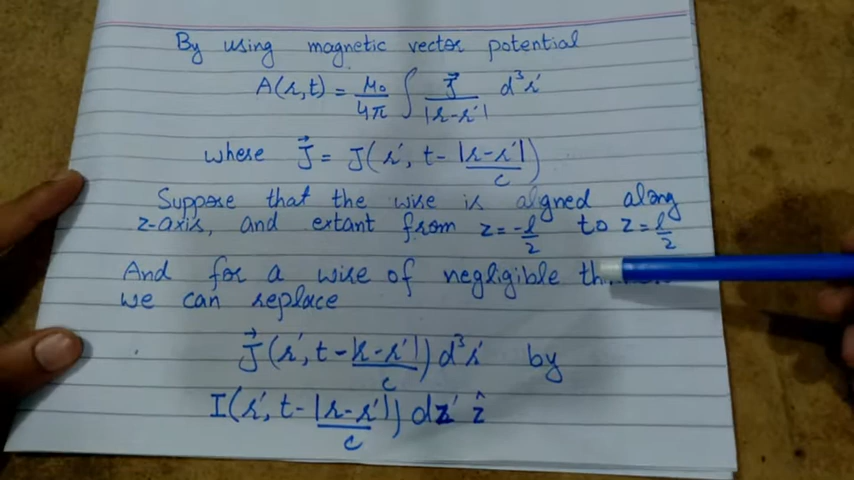 By using magnetic vector potential
A(r,t) = μ₀/4π ∫ J⃗/|r-r'| d³r'
where J⃗ = J(r', t - |r-r'|/c)
Suppose that the wire is aligned along
z-axis, and extant from z = -l/2 to z = l/2
And for a wire of negligible
we can replace
J⃗(r', t - |r-r'|/c) d³r' by
I(r', t - |r-r'|/c) dz' ẑ